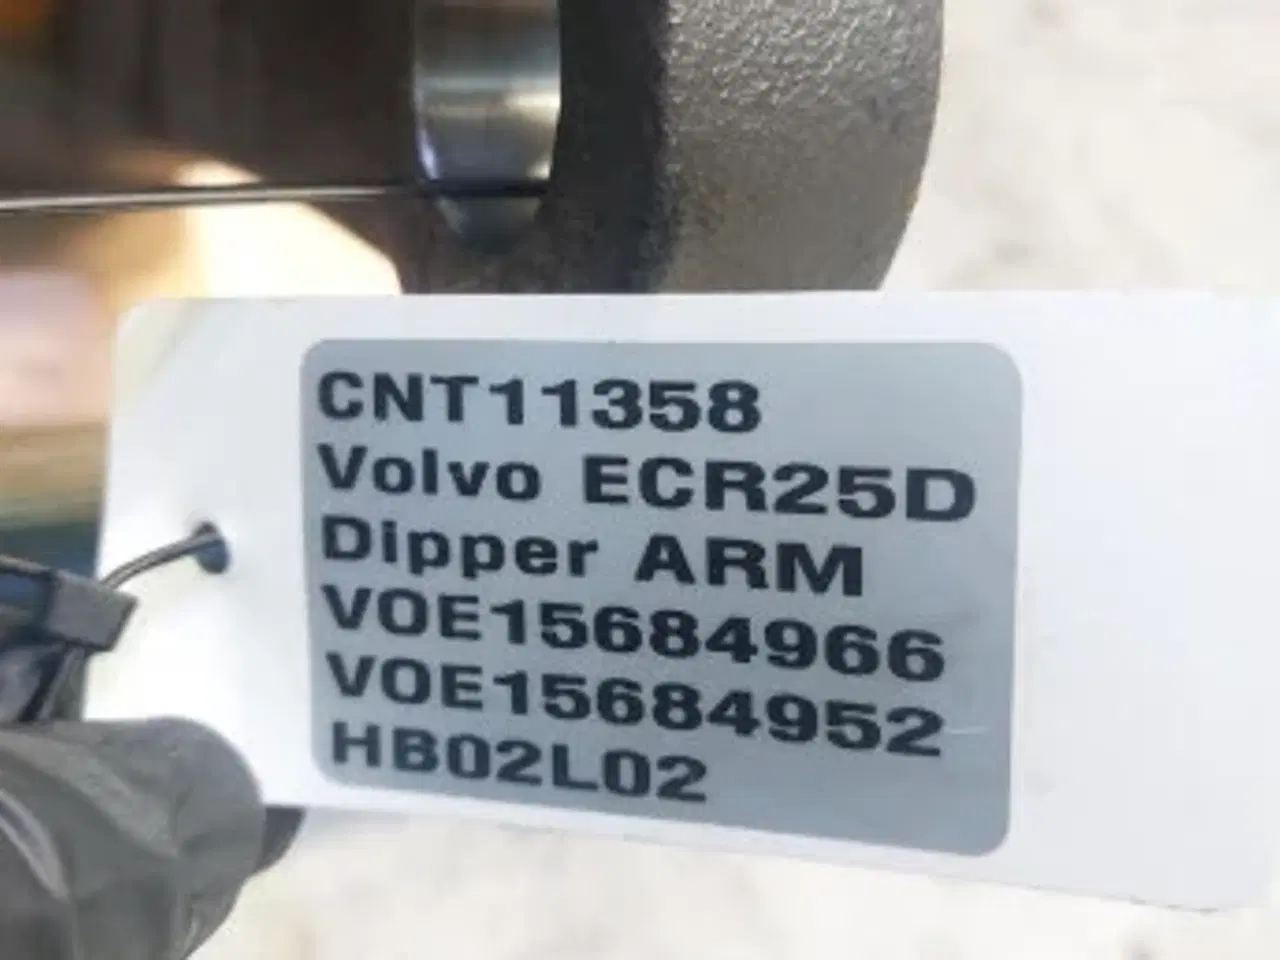 CNT11358
Volvo ECR25D
Dipper ARM
VOE15684966
VOE15684952
HB02L02